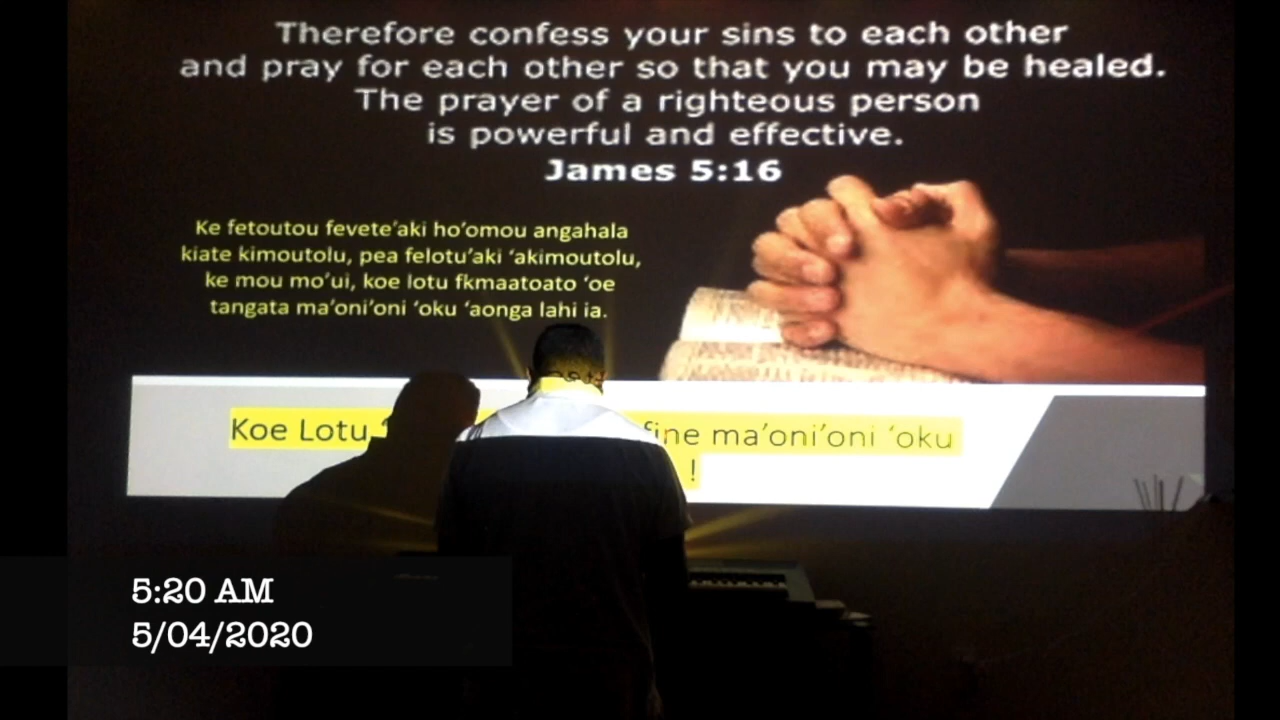 Therefore confess your sins to each other
and pray for each other so that you may be healed.
The prayer of a righteous person
is powerful and effective.
James 5:16
Ke fetoutou fevete’aki ho’omou angahala
kiate kimoutolu, pea felotu’aki ‘akimoutolu,
ke mou mo’ui, koe lotu fkmaatoato ‘oe
tangata ma’oni’oni ‘oku ‘aonga lahi ia.
Koe Lotu fine ma’oni’oni ‘oku
!
5:20 AM
5/04/2020